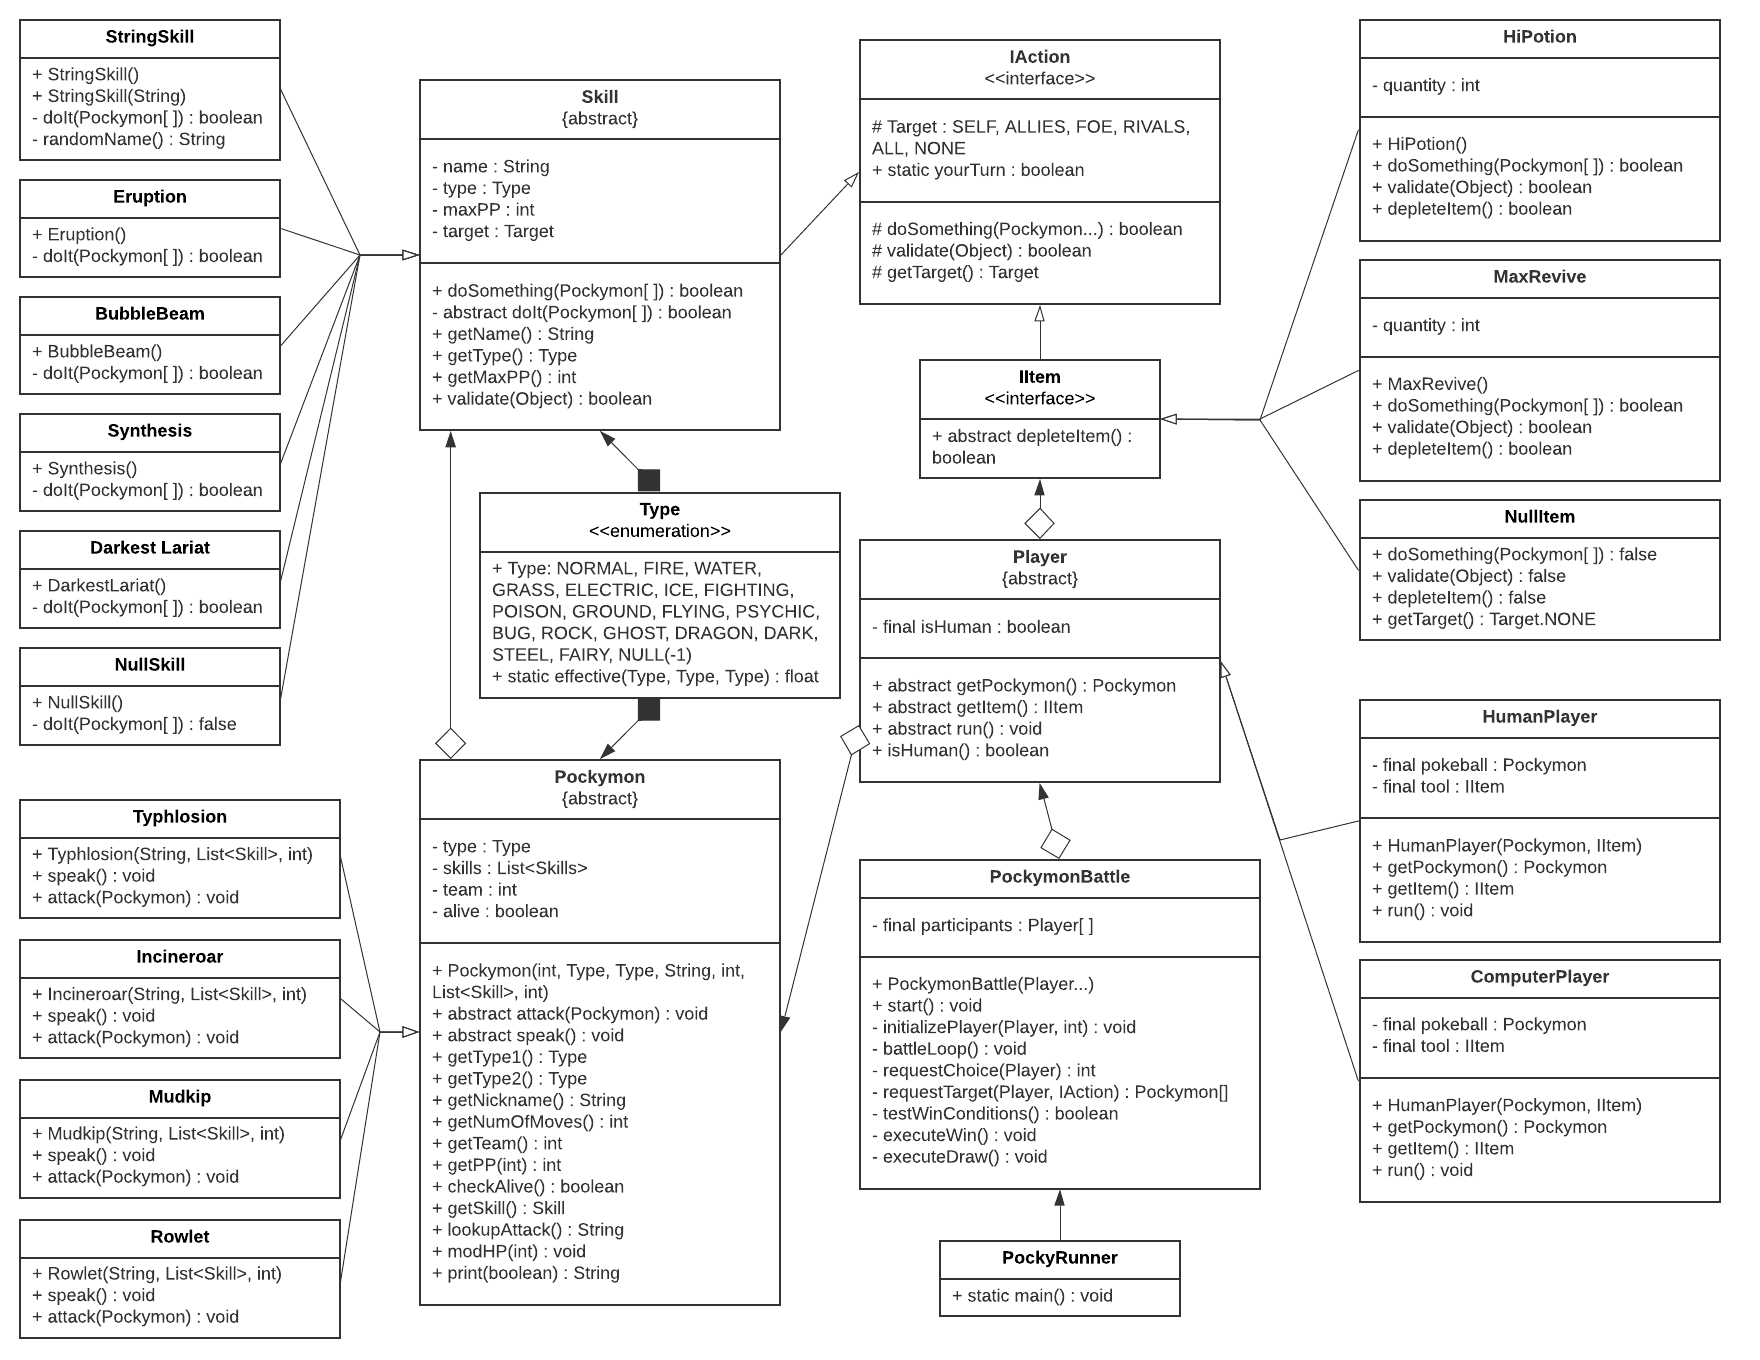 StringSkill
+ StringSkill()
+ StringSkill(String)
- doIt(Pockymon[ ]) : boolean
- randomName() : String
Eruption
+ Eruption()
- doIt(Pockymon[ ]) : boolean
BubbleBeam
+ BubbleBeam()
- doIt(Pockymon[ ]) : boolean
Synthesis
+ Synthesis()
- doIt(Pockymon[ ]) : boolean
Darkest Lariat
+ DarkestLariat()
- doIt(Pockymon[ ]) : boolean
NullSkill
+ NullSkill()
- doIt(Pockymon[ ]) : false
Typhlosion
+ Typhlosion(String, List<Skill>, int)
+ speak() : void
+ attack(Pockymon) : void
Incineroar
+ Incineroar(String, List<Skill>, int)
+ speak() : void
+ attack(Pockymon) : void
Mudkip
+ Mudkip(String, List<Skill>, int)
+ speak() : void
+ attack(Pockymon) : void
Rowlet
+ Rowlet(String, List<Skill>, int)
+ speak() : void
+ attack(Pockymon) : void
Skill
{abstract}
- name : String
- type : Type
- maxPP : int
- target : Target
+ doSomething(Pockymon[ ]) : boolean
- abstract doIt(Pockymon[ ]) : boolean
+ getName() : String
+ getType() : Type
+ getMaxPP() : int
+ validate(Object) : boolean
Type
<<enumeration>>
+ Type: NORMAL, FIRE, WATER,
GRASS, ELECTRIC, ICE, FIGHTING,
POISON, GROUND, FLYING, PSYCHIC,
BUG, ROCK, GHOST, DRAGON, DARK,
STEEL, FAIRY, NULL(-1)
+ static effective(Type, Type, Type) : float
Pockymon
{abstract}
- type : Type
- skills : List<Skills>
- team : int
- alive : boolean
+ Pockymon(int, Type, Type, String, int,
List<Skill>, int)
+ abstract attack(Pockymon) : void
+ abstract speak() : void
+ getType1() : Type
+ getType2() : Type
+ getNickname() : String
+ getNumOfMoves() : int
+ getTeam() : int
+ getPP(int) : int
+ checkAlive() : boolean
+ getSkill() : Skill
+ lookupAttack() : String
+ modHP(int) : void
+ print(boolean) : String
IAction
<<interface>>
# Target : SELF, ALLIES, FOE, RIVALS,
ALL, NONE
+ static yourTurn : boolean
# doSomething(Pockymon...) : boolean
# validate(Object) : boolean
# getTarget() : Target
IItem
<<interface>>
+ abstract depleteItem() :
boolean
Player
{abstract}
- final isHuman : boolean
+ abstract getPockymon() : Pockymon
+ abstract getItem() : IItem
+ abstract run() : void
+ isHuman() : boolean
PockymonBattle
- final participants : Player[ ]
+ PockymonBattle(Player...)
+ start() : void
- initializePlayer(Player, int) : void
- battleLoop() : void
- requestChoice(Player) : int
- requestTarget(Player, IAction) : Pockymon[]
- testWinConditions() : boolean
- executeWin() : void
- executeDraw() : void
PockyRunner
+ static main() : void
HiPotion
- quantity : int
+ HiPotion()
+ doSomething(Pockymon[ ]) : boolean
+ validate(Object) : boolean
+ depleteItem() : boolean
MaxRevive
- quantity : int
+ MaxRevive()
+ doSomething(Pockymon[ ]) : boolean
+ validate(Object) : boolean
+ depleteItem() : boolean
NullItem
+ doSomething(Pockymon[ ]) : false
+ validate(Object) : false
+ depleteItem() : false
+ getTarget() : Target.NONE
HumanPlayer
- final pokeball : Pockymon
- final tool : IItem
+ HumanPlayer(Pockymon, IItem)
+ getPockymon() : Pockymon
+ getItem() : IItem
+ run() : void
ComputerPlayer
- final pokeball : Pockymon
- final tool : IItem
+ HumanPlayer(Pockymon, IItem)
+ getPockymon() : Pockymon
+ getItem() : IItem
+ run() : void